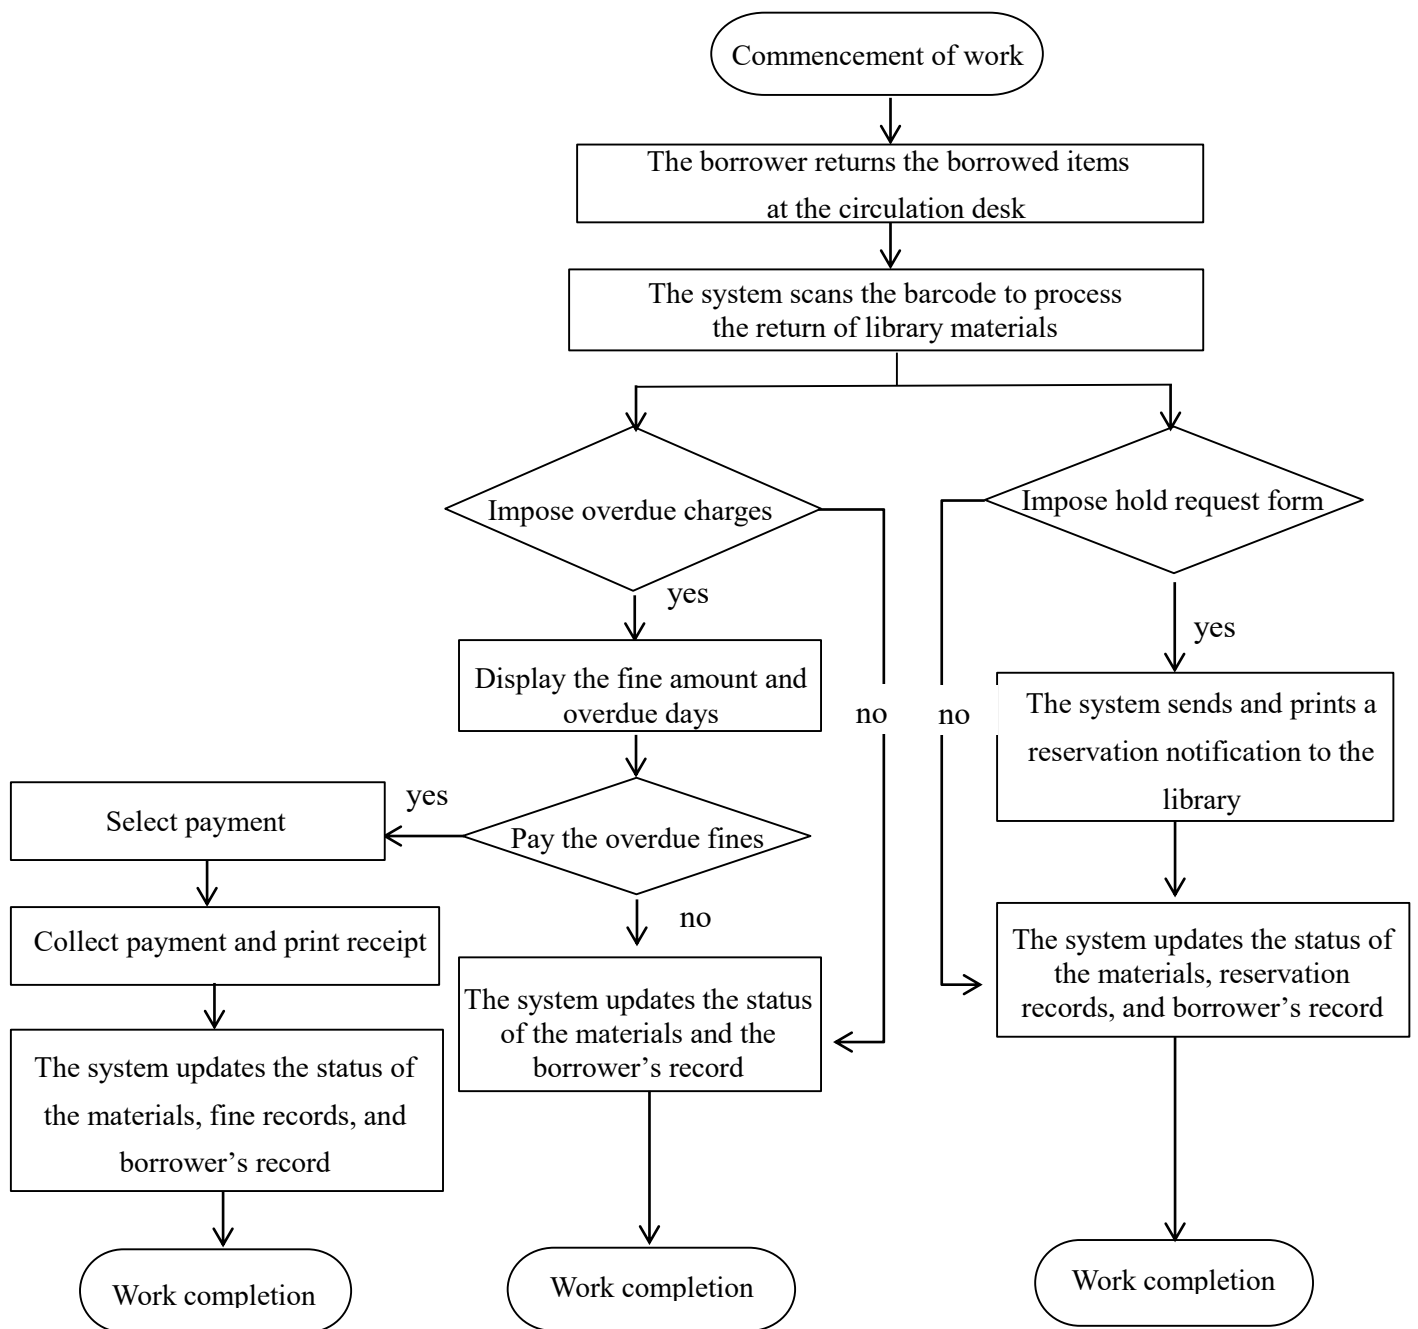 Commencement of work
The borrower returns the borrowed items
at the circulation desk
The system scans the barcode to process
the return of library materials
Impose overdue charges
Impose hold request form
yes
yes
Display the fine amount and
overdue days
no
no
The system sends and prints a
reservation notification to the
library
yes
Select payment
Pay the overdue fines
no
Collect payment and print receipt
The system updates the status
of the materials and the
borrower’s record
The system updates the status of
the materials, reservation
records, and borrower’s record
The system updates the status of
the materials, fine records, and
borrower’s record
Work completion
Work completion
Work completion